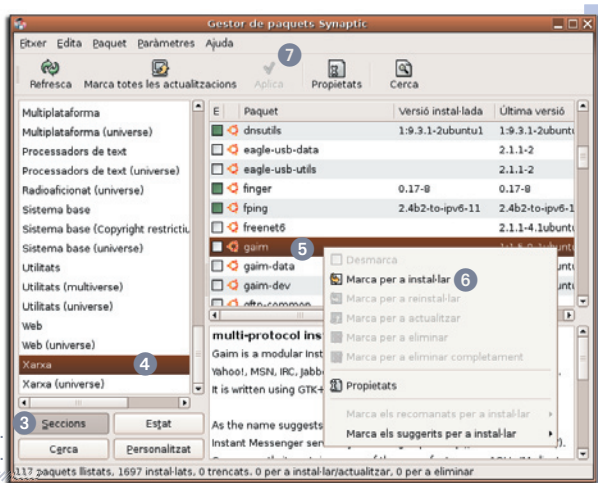 Gestor de paquets Synaptic
Fitxer Edita Paquet Paràmetres Ajuda
7
Refresca Marca totes les actualitzacions Aplica Propietats Cerca
Multiplataforma
Multiplataforma (universe)
Processadors de text
Processadors de text (universe)
Radioaficionat (universe)
Sistema base
Sistema base (Copyright restrictiu
Sistema base (universe)
Utilitats
Utilitats (multiverse)
Utilitats (universe)
Web
Web (universe)
Xarxa 4
Xarxa (universe)
3 Seccions Estat
Cerca Personalitzat
E Paquet Versió instal·lada Última versió
dnsutils 1:9.3.1-2ubuntu1 1:9.3.1-2ubuntu
eagle-usb-data 2.1.1-2
eagle-usb-utils 2.1.1-2
finger 0.17-8 0.17-8
fping 2.4b2-to-ipv6-11 2.4b2-to-ipv6-1
freenet6 2.1.1-4.1ubunt
gaim 5
gaim-data
gaim-dev
gftp-common
Desmarca
Marca per a instal·lar 6
Marca per a reinstal·lar
Marca per a actualitzar
Marca per a eliminar
Marca per a eliminar completament
Propietats
Marca els recomanats per a instal·lar
Marca els suggerits per a instal·lar
multi-protocol ins
Gaim is a modular Inst
Yahoo!, MSN, IRC, Jabb
It is written using GTK+
As the name suggests
Instant Messenger ser
117 paquets llistats, 1697 instal·lats, 0 trencats. 0 per a instal·lar/actualitzar, 0 per a eliminar